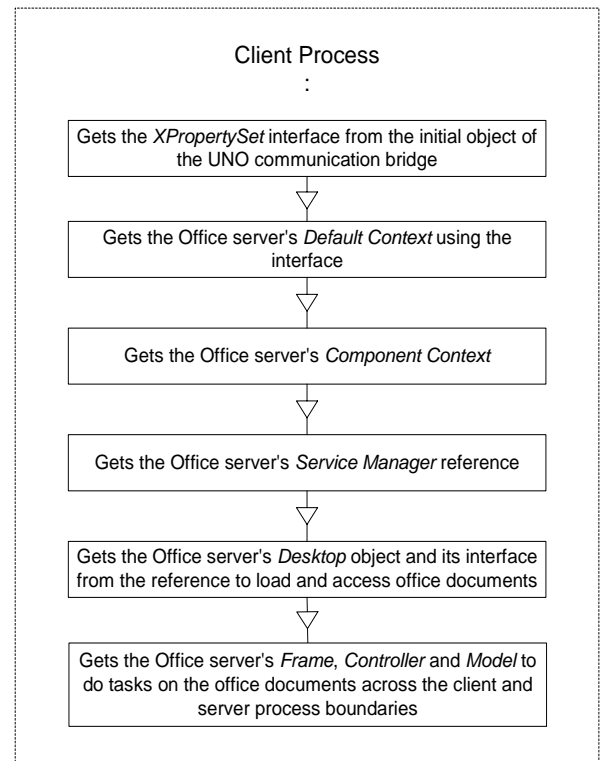 Client Process
:
Gets the XPropertySet interface from the initial object of
the UNO communication bridge
Gets the Office server's Default Context using the
interface
Gets the Office server's Component Context
Gets the Office server's Service Manager reference
Gets the Office server's Desktop object and its interface
from the reference to load and access office documents
Gets the Office server's Frame, Controller and Model to
do tasks on the office documents across the client and
server process boundaries